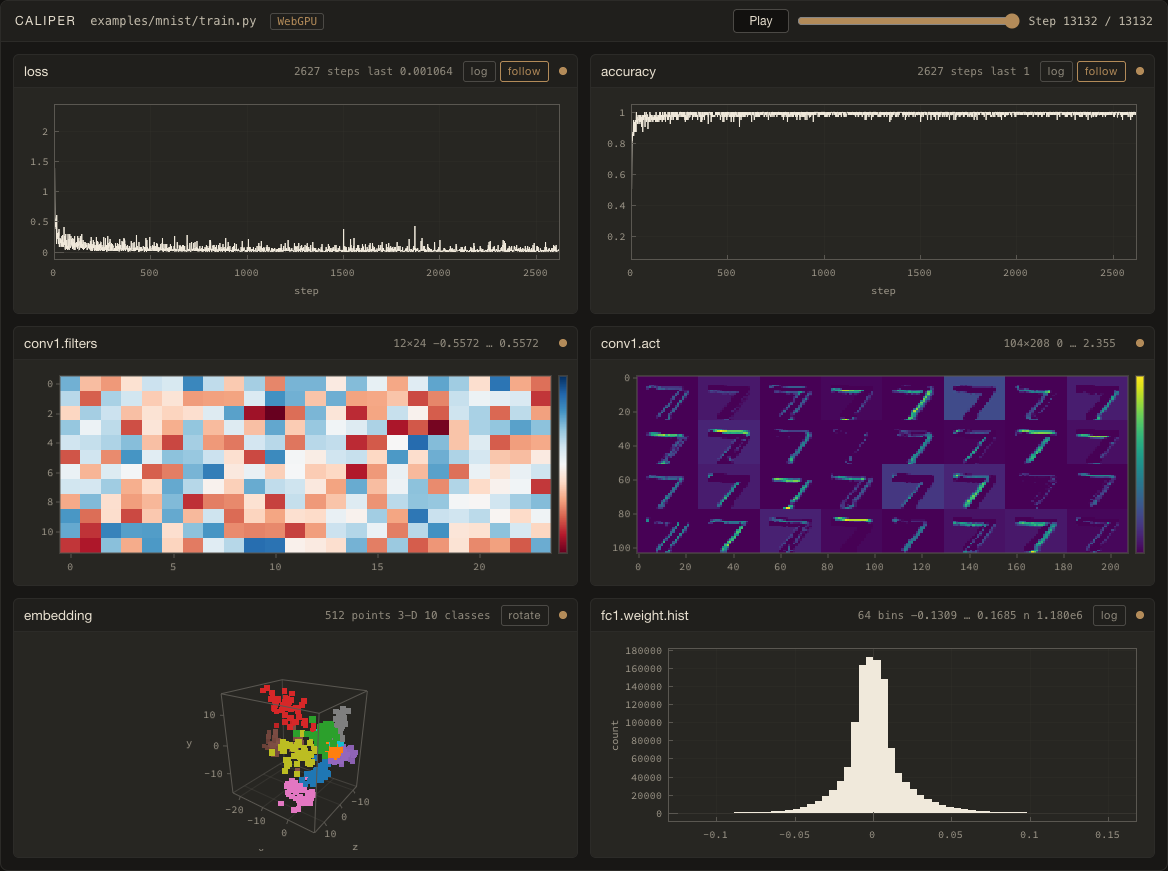 CALIPER examples/mnist/train.py WebGPU Play Step 13132 / 13132
loss 2627 steps last 0.001064 log follow
2
1.5
1
0.5
0
0 500 1000 1500 2000 2500
step
accuracy 2627 steps last 1 log follow
1
0.8
0.6
0.4
0.2
0 500 1000 1500 2000 2500
step
conv1.filters 12×24 −0.5572 … 0.5572
0
2
4
6
8
10
0 5 10 15 20
conv1.act 104×208 0 … 2.355
0
20
40
60
80
100
0 20 40 60 80 100 120 140 160 180 200
embedding 512 points 3-D 10 classes rotate
10
y 0
−10
−20 −10
−10 0
0 10
z
fc1.weight.hist 64 bins −0.1309 … 0.1685 n 1.180e6 log
180000
160000
140000
120000
100000
80000
60000
40000
20000
0
count
−0.1 −0.05 0 0.05 0.1 0.15